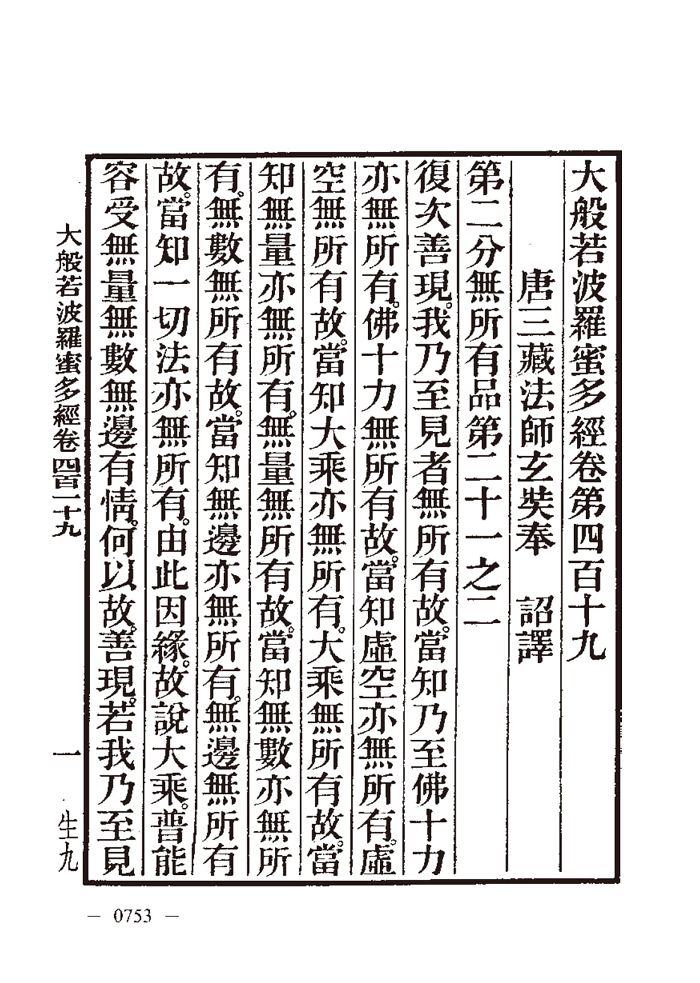 大般若波羅蜜多經卷第四百十九
唐三藏法師玄奘奉　詔譯
第二分無所有品第二十一之二
復次善現。我乃至見者無所有故。當知乃至佛十力
亦無所有。佛十力無所有故。當知虛空亦無所有。虛
空無所有故。當知大乘亦無所有。大乘無所有故。當
知無量亦無所有。無量無所有故。當知無數亦無所
有。無數無所有故。當知無邊亦無所有。無邊無所有
故。當知一切法亦無所有。由此因緣。故說大乘。普能
容受無量無數無邊有情。何以故。善現。若我乃至見
大般若波羅蜜多經卷四百一十九
一
生九
— 0753 —